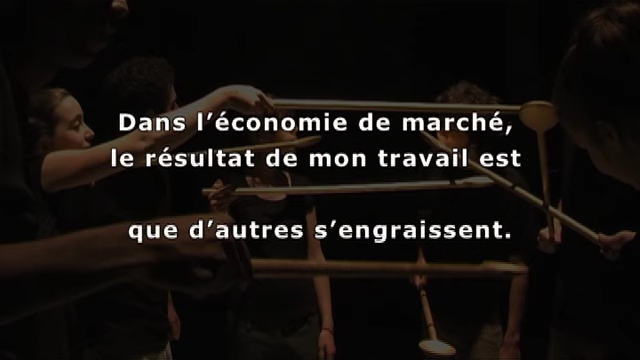 Dans l’économie de marché,
le résultat de mon travail est
que d’autres s’engraissent.